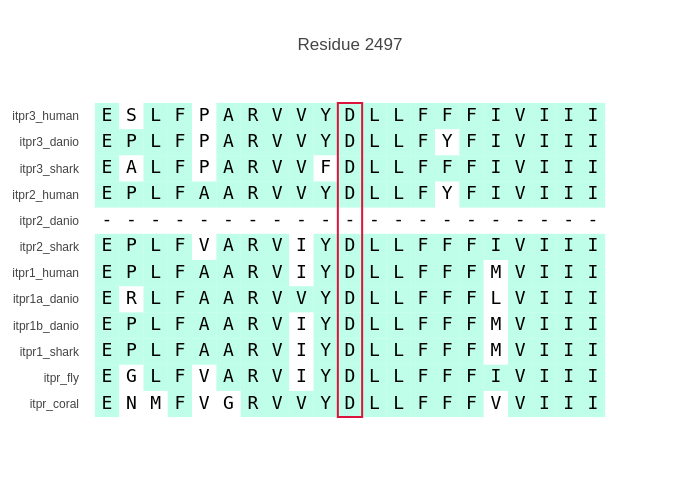 Residue 2497
itpr3_human E S L F P A R V V Y D L L F F F I V I I I
itpr3_danio E P L F P A R V V Y D L L F Y F I V I I I
itpr3_shark E A L F P A R V V F D L L F F F I V I I I
itpr2_human E P L F A A R V V Y D L L F Y F I V I I I
itpr2_danio - - - - - - - - - - - - - - - - - - - - -
itpr2_shark E P L F V A R V I Y D L L F F F I V I I I
itpr1_human E P L F A A R V I Y D L L F F F M V I I I
itpr1a_danio E R L F A A R V V Y D L L F F F L V I I I
itpr1b_danio E P L F A A R V I Y D L L F F F M V I I I
itpr1_shark E P L F A A R V I Y D L L F F F M V I I I
itpr_fly E G L F V A R V I Y D L L F F F I V I I I
itpr_coral E N M F V G R V V Y D L L F F F V V I I I